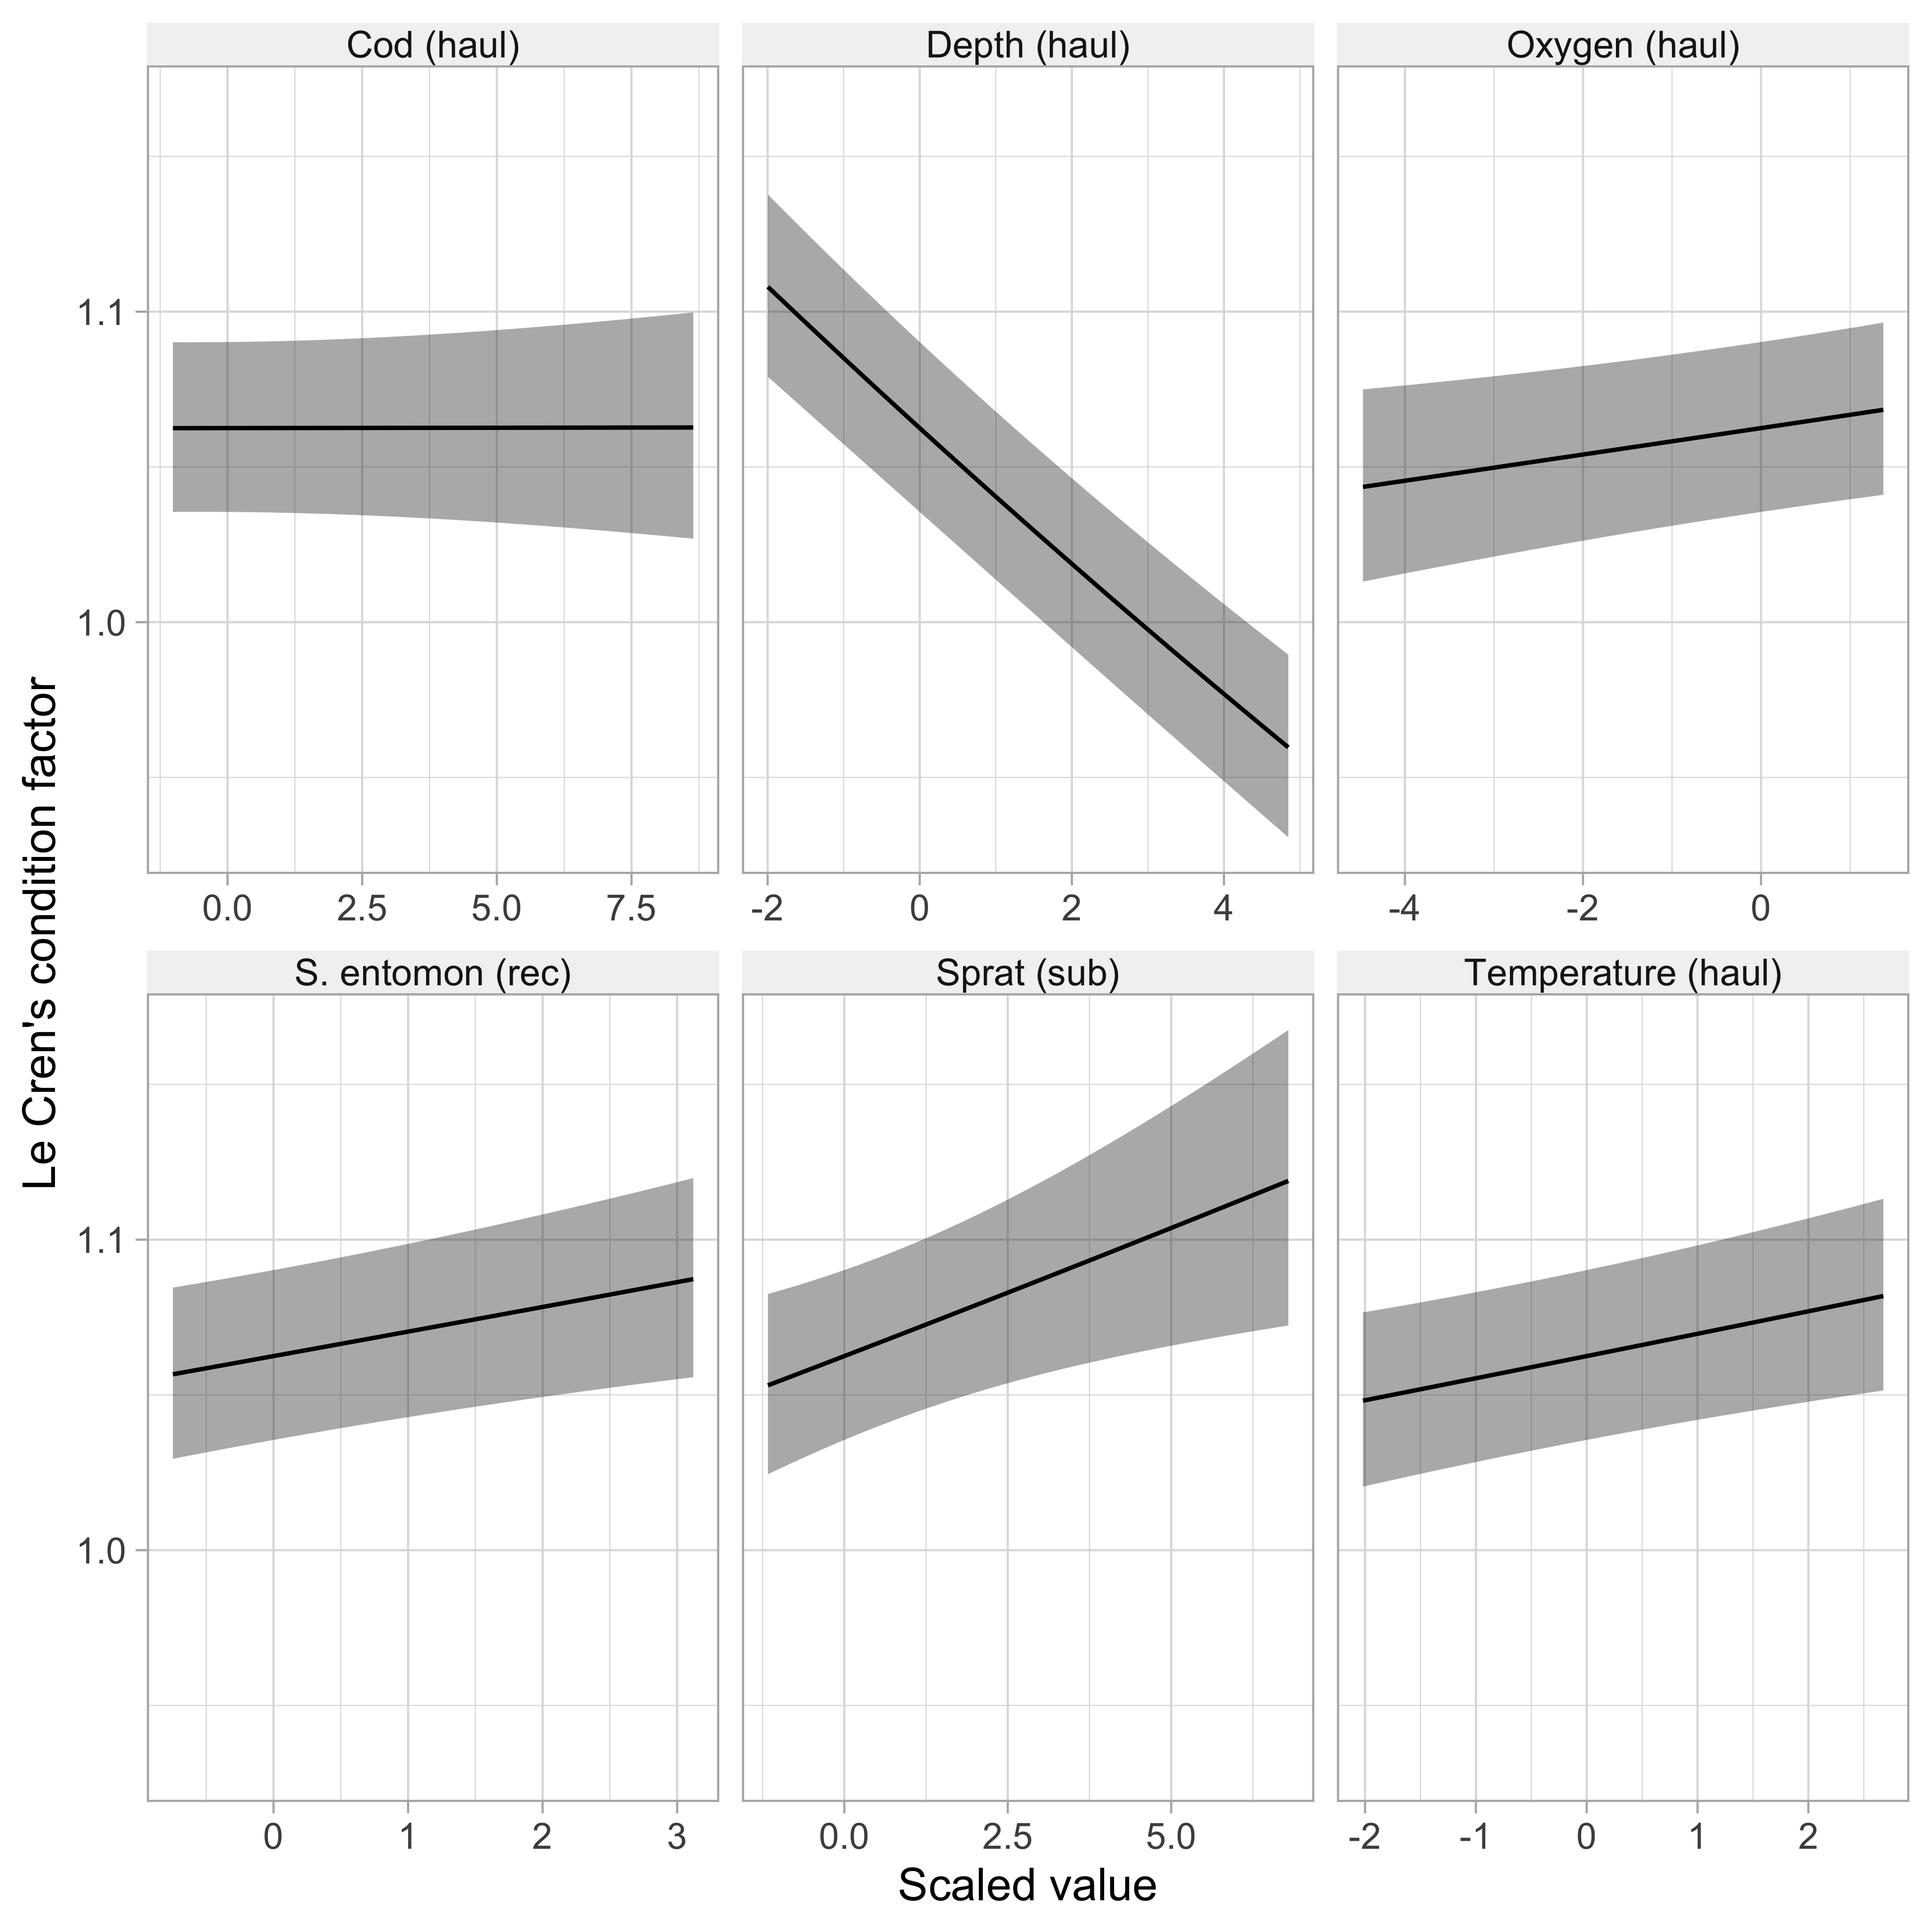 Cod (haul) Depth (haul) Oxygen (haul)
1.1
1.0
0.0 2.5 5.0 7.5 -2 0 2 4 -4 -2 0
S. entomon (rec) Sprat (sub) Temperature (haul)
1.1
1.0
0 1 2 3 0.0 2.5 5.0 -2 -1 0 1 2
Scaled value
Le Cren's condition factor